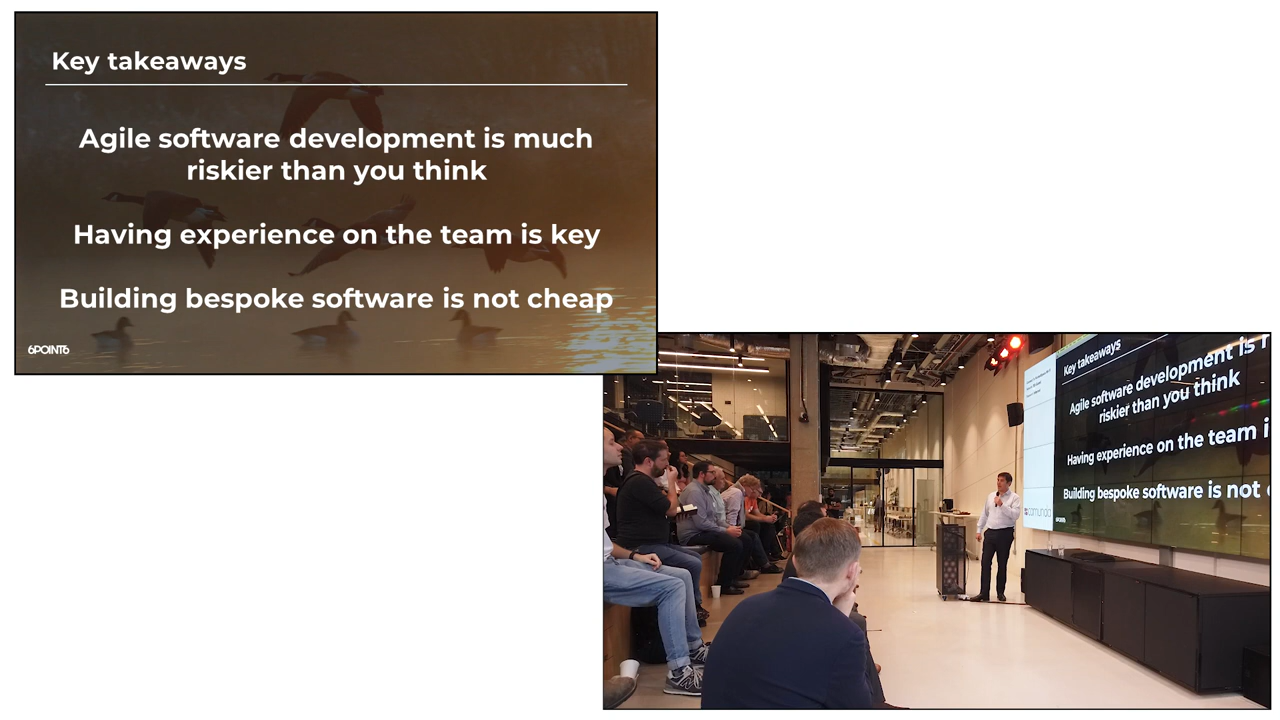 Key takeaways
Agile software development is much
riskier than you think
Having experience on the team is key
Building bespoke software is not cheap
6POINT6
Key takeaways
Agile software development is
riskier than you think
Having experience on the team
Building bespoke software is not
camunda
6POINT6